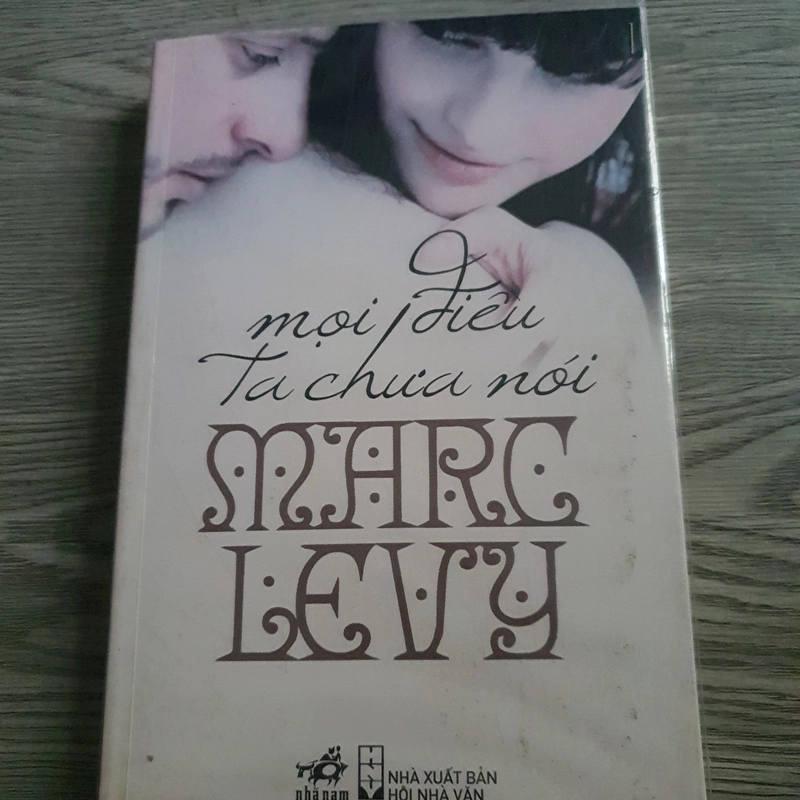 mọi điều
ta chưa nói
MARC
LEVY
nhã nam
NHÀ XUẤT BẢN
HỘI NHÀ VĂN